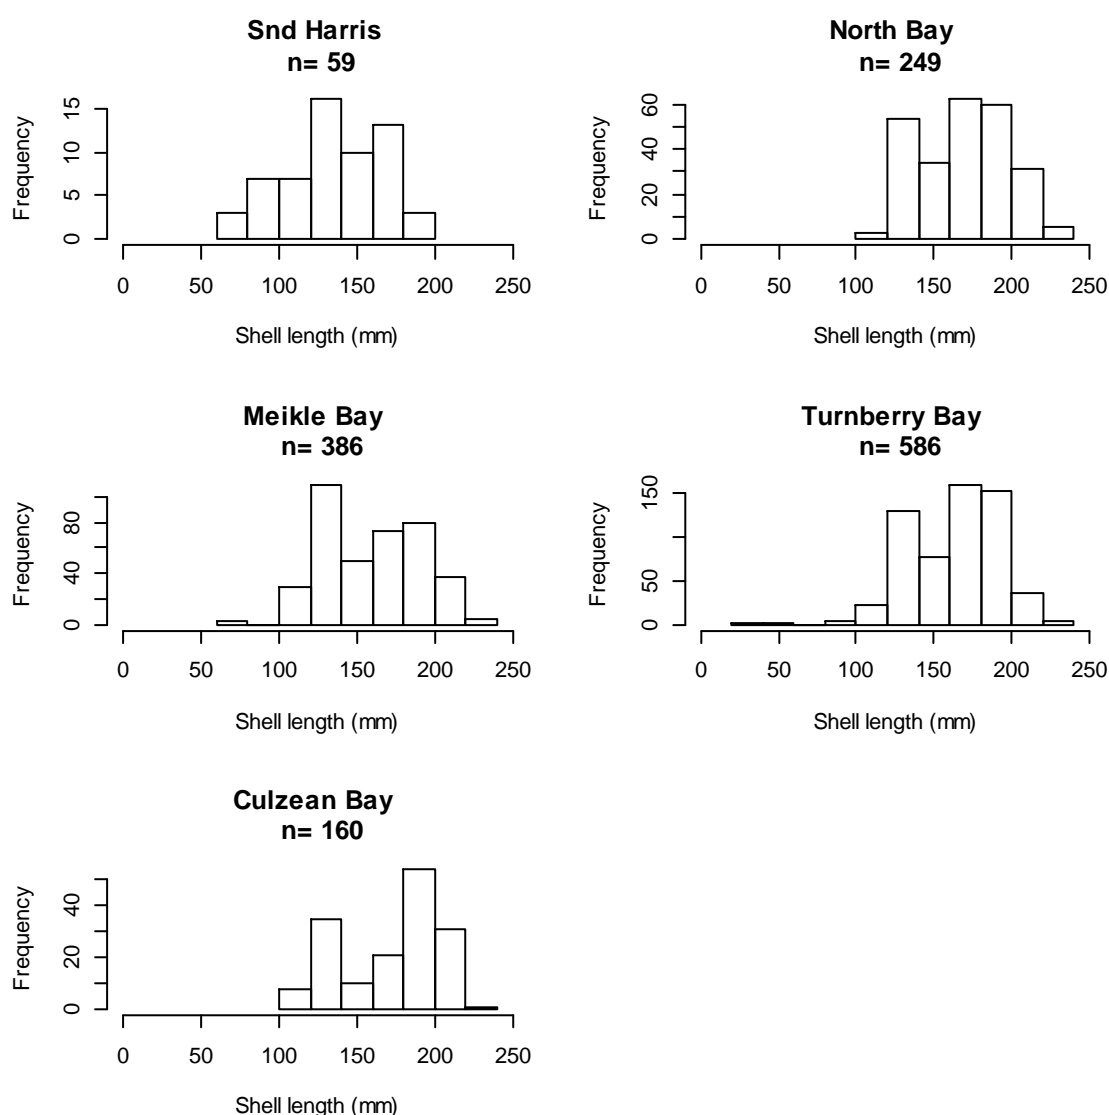 Snd Harris
n= 59
Frequency
0 5 10 15
0 50 100 150 200 250
Shell length (mm)
North Bay
n= 249
Frequency
0 20 40 60
0 50 100 150 200 250
Shell length (mm)
Meikle Bay
n= 386
Frequency
0 40 80
0 50 100 150 200 250
Shell length (mm)
Turnberry Bay
n= 586
Frequency
0 50 150
0 50 100 150 200 250
Shell length (mm)
Culzean Bay
n= 160
Frequency
0 20 40
0 50 100 150 200 250
Shell length (mm)